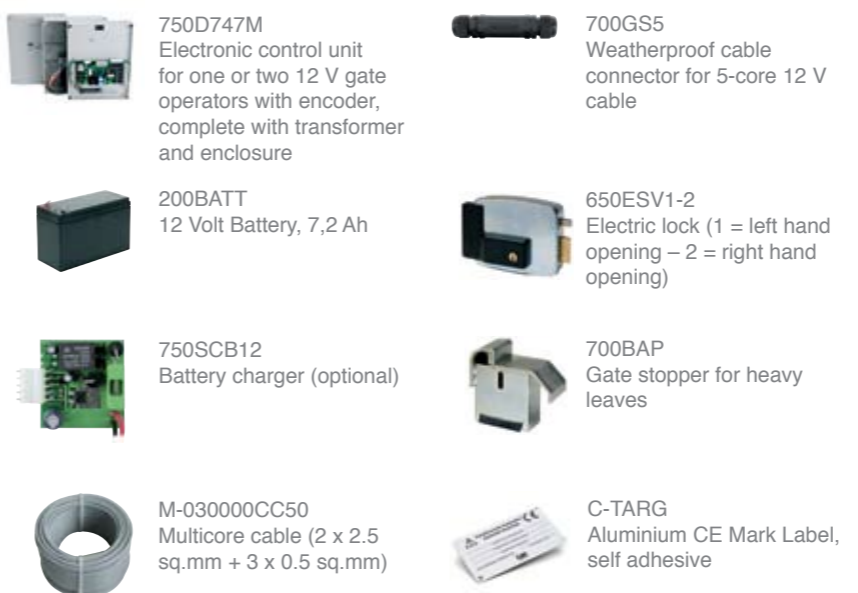 750D747M
Electronic control unit
for one or two 12 V gate
operators with encoder,
complete with transformer
and enclosure
700GS5
Weatherproof cable
connector for 5-core 12 V
cable
200BATT
12 Volt Battery, 7,2 Ah
650ESV1-2
Electric lock (1 = left hand
opening – 2 = right hand
opening)
750SCB12
Battery charger (optional)
700BAP
Gate stopper for heavy
leaves
M-030000CC50
Multicore cable (2 x 2.5
sq.mm + 3 x 0.5 sq.mm)
C-TARG
Aluminium CE Mark Label,
self adhesive